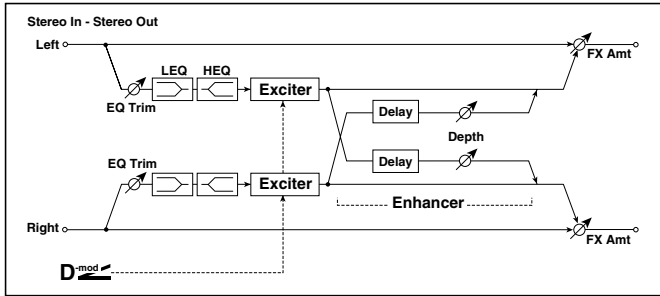 Stereo In - Stereo Out
Left
FX Amt
LEQ HEQ
EQ Trim
Exciter
Delay
Depth
EQ Trim
Delay
Exciter
Enhancer
Right
FX Amt
D-mod